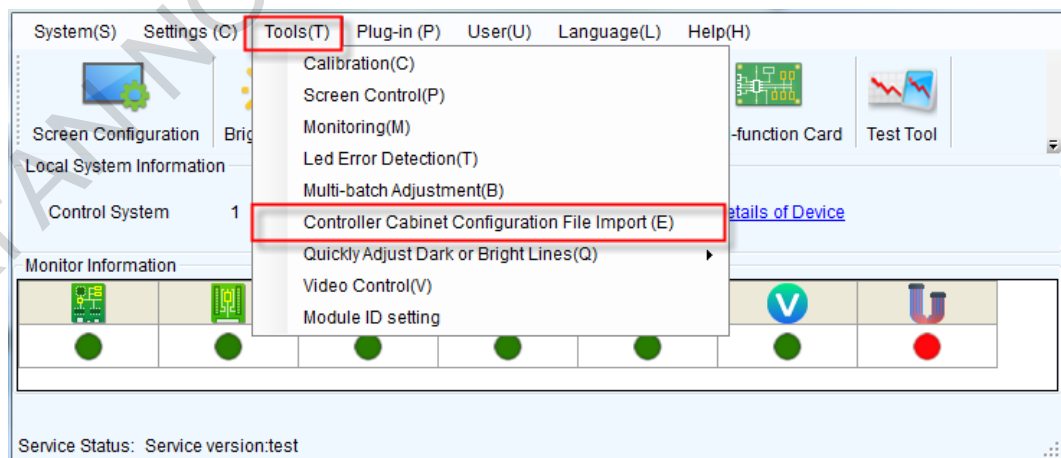 System(S) Settings (C) Tools(T) Plug-in (P) User(U) Language(L) Help(H)
Calibration(C)
Screen Control(P)
Monitoring(M)
Led Error Detection(T)
Multi-batch Adjustment(B)
Controller Cabinet Configuration File Import (E)
Quickly Adjust Dark or Bright Lines(Q)
Video Control(V)
Module ID setting
Screen Configuration Brig -function Card Test Tool
Local System Information
Control System 1 etails of Device
Monitor Information
Service Status: Service version:test